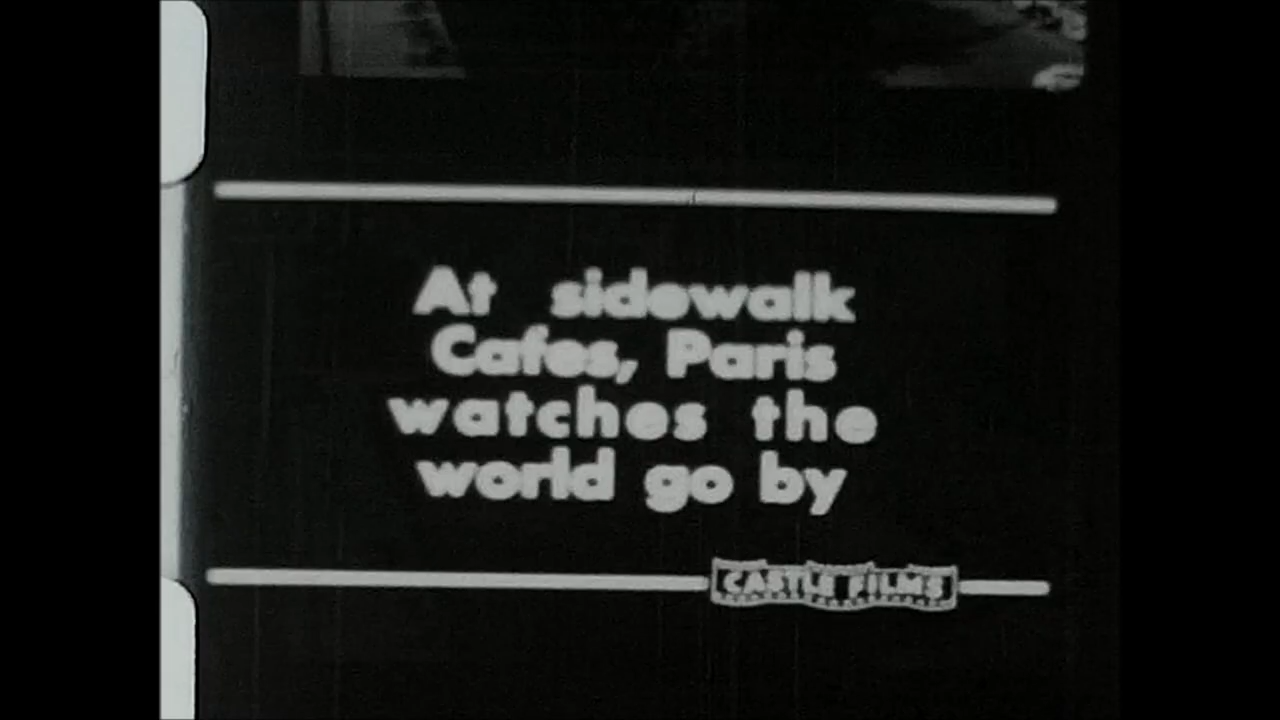 At sidewalk
Cafes, Paris
watches the
world go by
CASTLE FILMS